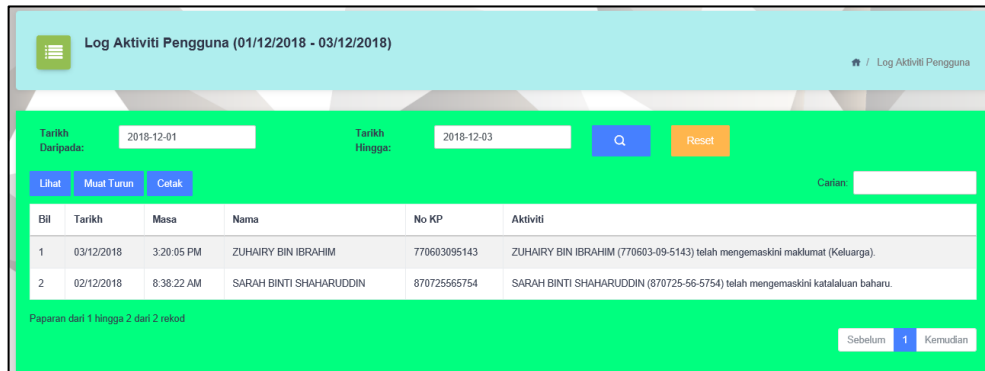 Log Aktiviti Pengguna (01/12/2018 - 03/12/2018)
/ Log Aktiviti Pengguna
Tarikh Daripada: 2018-12-01 Tarikh Hingga: 2018-12-03 Reset
Lihat Muat Turun Cetak Carian:
Bil Tarikh Masa Nama No KP Aktiviti
1 03/12/2018 3:20:05 PM ZUHAIRY BIN IBRAHIM 770603095143 ZUHAIRY BIN IBRAHIM (770603-09-5143) telah mengemaskini maklumat (Keluarga).
2 02/12/2018 8:38:22 AM SARAH BINTI SHAHARUDDIN 870725565754 SARAH BINTI SHAHARUDDIN (870725-56-5754) telah mengemaskini katalaluan baharu.
Paparan dari 1 hingga 2 dari 2 rekod
Sebelum 1 Kemudian